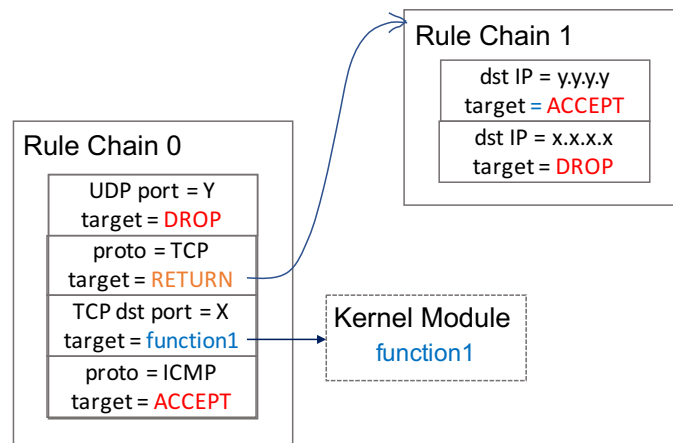 Rule Chain 1
dst IP = y.y.y.y
target = ACCEPT
dst IP = x.x.x.x
target = DROP
Rule Chain 0
UDP port = Y
target = DROP
proto = TCP
target = RETURN
TCP dst port = X
target = function1
proto = ICMP
target = ACCEPT
Kernel Module
function1